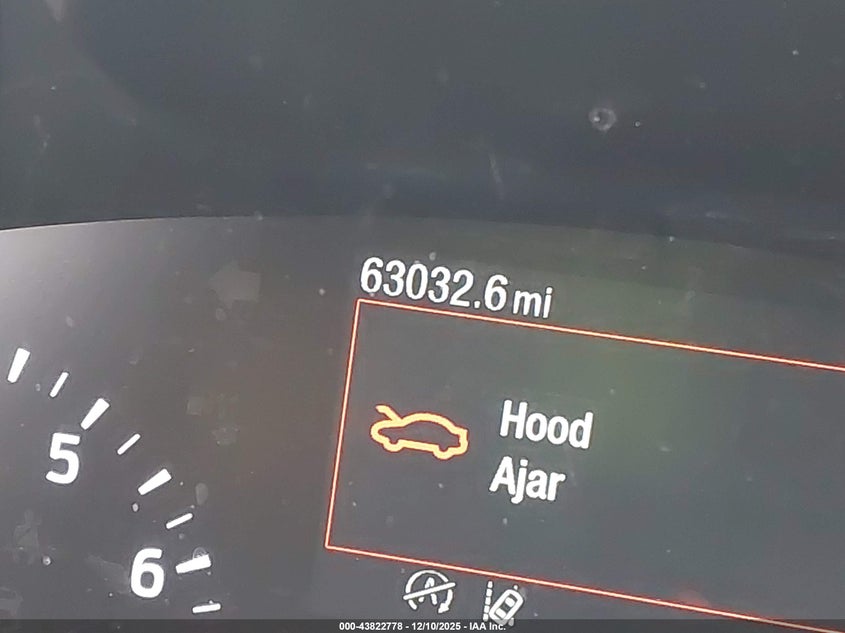 63032.6 mi
Hood
Ajar
5
6
A
000-43822778 - 12/10/2025 - IAA Inc.